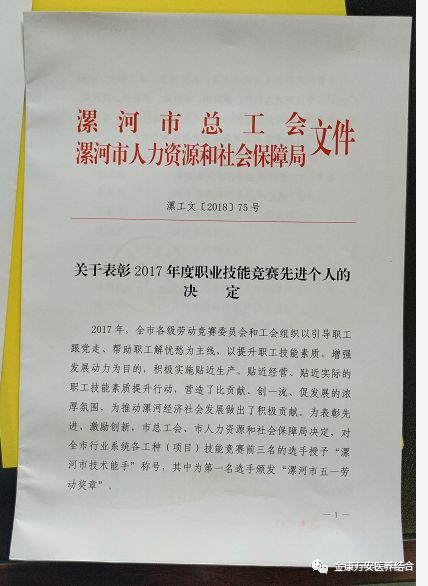 漯河市总工会
漯河市人力资源和社会保障局
文件
漯工文〔2018〕75号
关于表彰2017年度职业技能竞赛先进个人的
决 定
2017年,全市各级劳动竞赛委员会和工会组织以引导职工
跟党走、帮助职工解忧愁为主线,以提升职工技能素质、增强
发展动力为目的,积极实施贴近生产、贴近经营、贴近实际的
职工技能素质提升行动,营造了比贡献、创一流、促发展的浓
厚氛围,为推动漯河经济社会发展做出了积极贡献。为表彰先
进、激励创新,市总工会、市人力资源和社会保障局决定,对
全市行业系统各工种(项目)技能竞赛前三名的选手授予“漯
河市技术能手”称号,其中为第一名选手颁发“漯河市五一劳
动奖章”。
—1—
金康万安医养结合